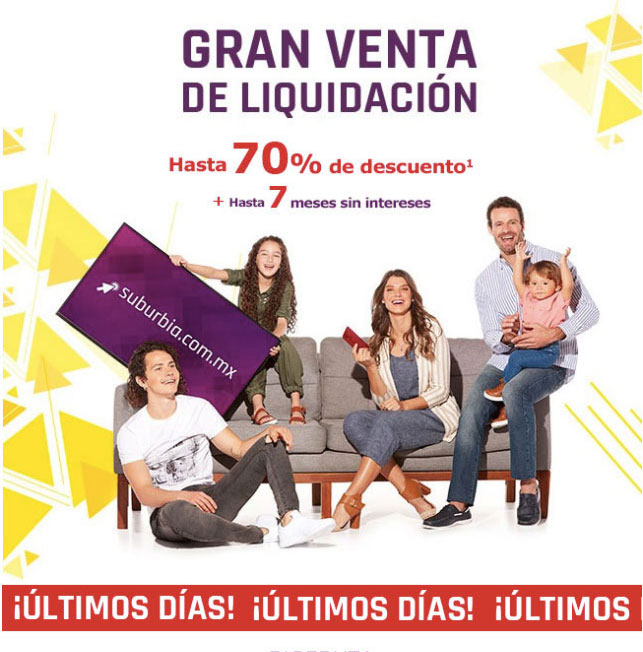 GRAN VENTA
DE LIQUIDACIÓN
Hasta 70% de descuento¹
+ Hasta 7 meses sin intereses
suburbia.com.mx
¡ÚLTIMOS DÍAS! ¡ÚLTIMOS DÍAS! ¡ÚLTIMOS